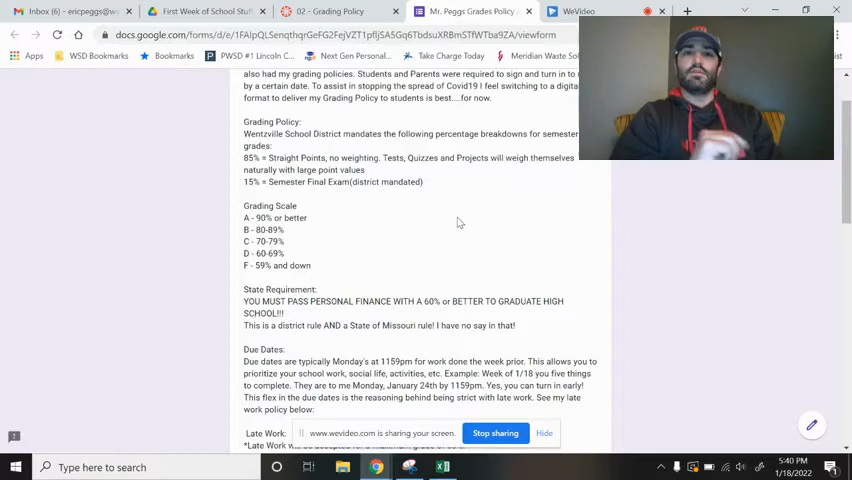 Inbox (6) - ericpeggs@w
First Week of School Stuf
02 - Grading Policy
Mr. Peggs Grades Policy
WeVideo
docs.google.com/forms/d/e/1FAIpQLSenqthqrGeFG2FejVZT1pfIjSA5Gq6TbdsuXRBmSTfWTba9ZA/viewform
Apps
WSD Bookmarks
Bookmarks
PWSD #1 Lincoln C...
Next Gen Personal...
Take Charge Today
Meridian Waste Sol
also had my grading policies. Students and Parents were required to sign and turn in to
by a certain date. To assist in stopping the spread of Covid19 I feel switching to a digita
format to deliver my Grading Policy to students is best....for now.
Grading Policy:
Wentzville School District mandates the following percentage breakdowns for semester
grades:
85% = Straight Points, no weighting. Tests, Quizzes and Projects will weigh themselves
naturally with large point values
15% = Semester Final Exam(district mandated)
Grading Scale
A - 90% or better
B - 80-89%
C - 70-79%
D - 60-69%
F - 59% and down
State Requirement:
YOU MUST PASS PERSONAL FINANCE WITH A 60% or BETTER TO GRADUATE HIGH
SCHOOL!!!
This is a district rule AND a State of Missouri rule! I have no say in that!
Due Dates:
Due dates are typically Monday's at 1159pm for work done the week prior. This allows you to
prioritize your school work, social life, activities, etc. Example: Week of 1/18 you five things
to complete. They are to me Monday, January 24th by 1159pm. Yes, you can turn in early!
This flex in the due dates is the reasoning behind being strict with late work. See my late
work policy below:
Late Work:
www.wevideo.com is sharing your screen.
Stop sharing
Hide
*Late Work
Type here to search
5:40 PM
1/18/2022